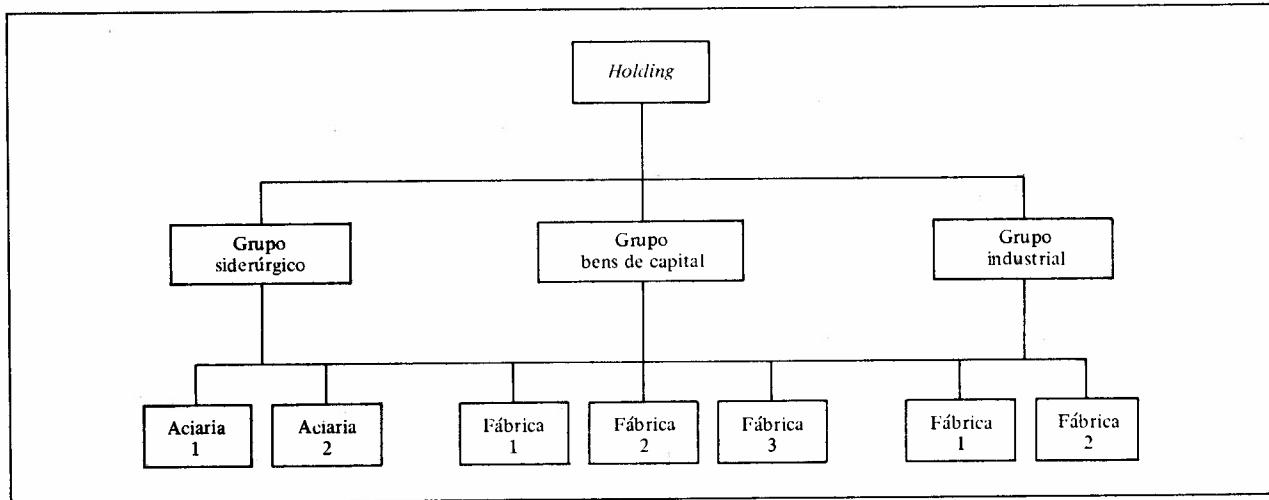 Holding
Grupo
siderúrgico
Grupo
bens de capital
Grupo
industrial
Aciaria
1
Aciaria
2
Fábrica
1
Fábrica
2
Fábrica
3
Fábrica
1
Fábrica
2